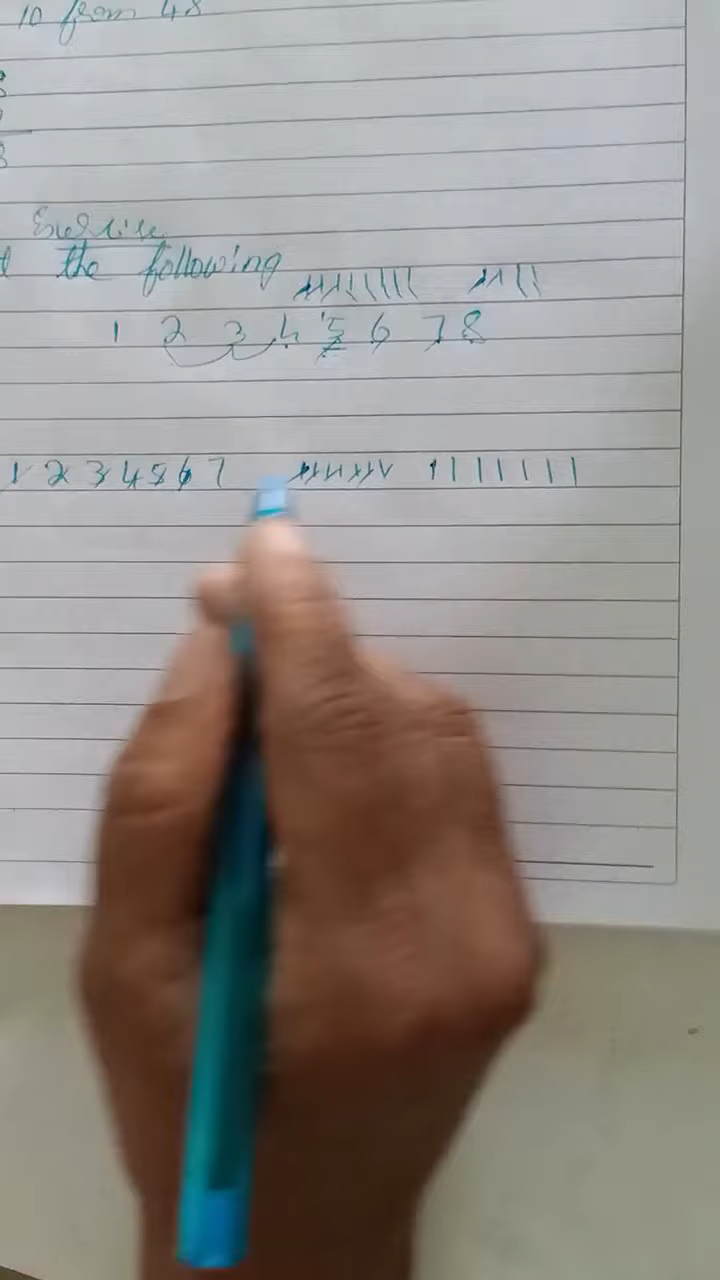 10 from 48
8
Exercise
the following
1 2 3 4 5 6 7 8
1 2 3 4 5 6 7